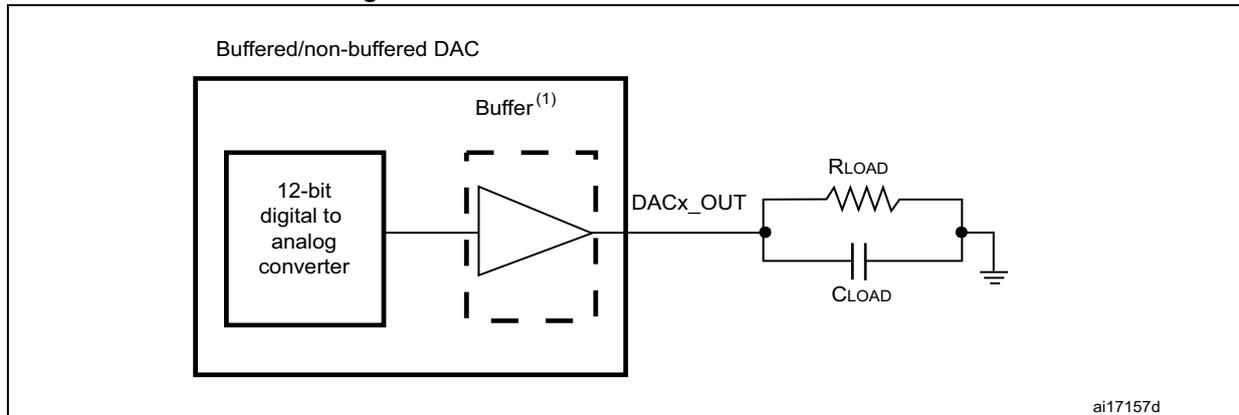 Buffered/non-buffered DAC
Buffer(1)
12-bit
digital to
analog
converter
DACx_OUT
RLOAD
CLOAD
ai17157d